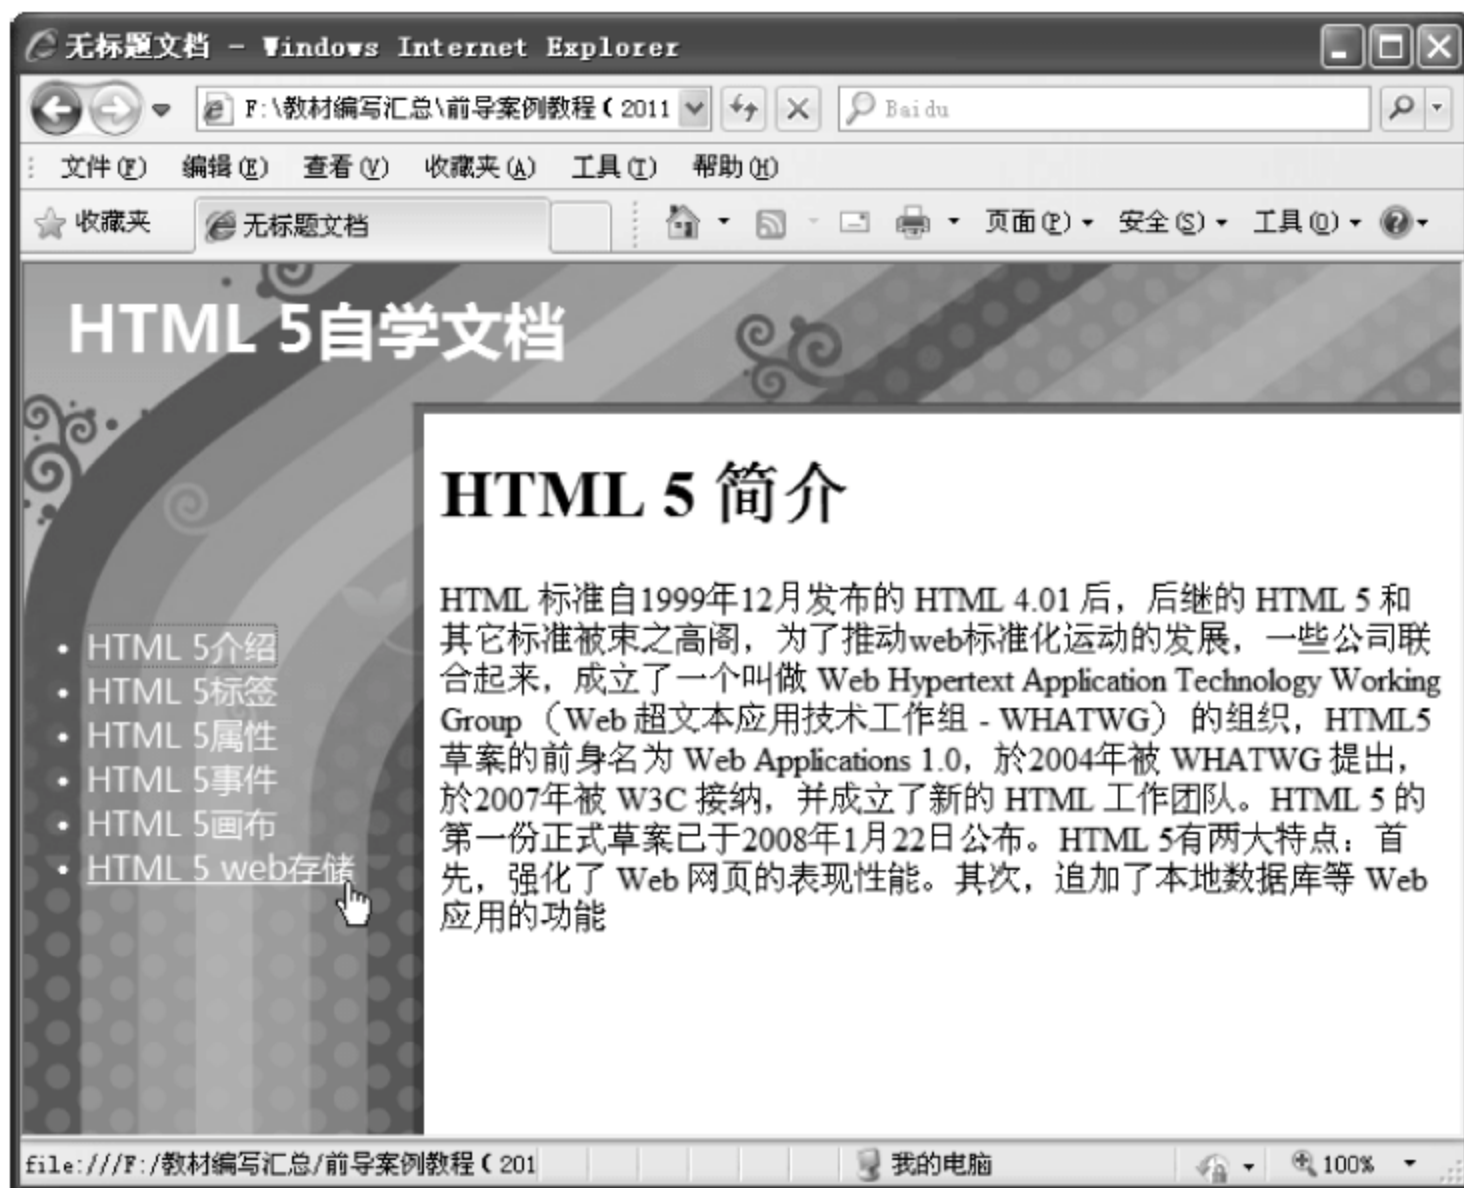 无标题文档 - Windows Internet Explorer
F:\教材编写汇总\前导案例教程(2011
Baidu
文件(F) 编辑(E) 查看(V) 收藏夹(A) 工具(T) 帮助(H)
收藏夹 无标题文档 页面(P) 安全(S) 工具(O)
HTML 5自学文档
HTML 5介绍
HTML 5标签
HTML 5属性
HTML 5事件
HTML 5画布
HTML 5 web存储
HTML 5 简介
HTML 标准自1999年12月发布的 HTML 4.01 后，后继的 HTML 5 和
其它标准被束之高阁，为了推动web标准化运动的发展，一些公司联
合起来，成立了一个叫做 Web Hypertext Application Technology Working
Group （Web 超文本应用技术工作组 - WHATWG） 的组织，HTML5
草案的前身名为 Web Applications 1.0，於2004年被 WHATWG 提出，
於2007年被 W3C 接纳，并成立了新的 HTML 工作团队。HTML 5 的
第一份正式草案己于2008年1月22日公布。HTML 5有两大特点：首
先，强化了 Web 网页的表现性能。其次，追加了本地数据库等 Web
应用的功能
file:///F:/教材编写汇总/前导案例教程(201 我的电脑 100%